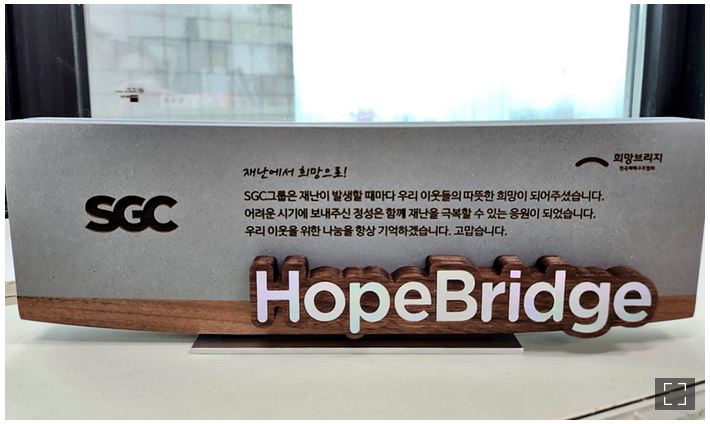 재난에서 희망으로!
희망브리지
전국재해구호협회
SGC
SGC그룹은 재난이 발생할 때마다 우리 이웃들의 따뜻한 희망이 되어주셨습니다.
어려운 시기에 보내주신 정성은 함께 재난을 극복할 수 있는 응원이 되었습니다.
우리 이웃을 위한 나눔을 항상 기억하겠습니다. 고맙습니다.
HopeBridge